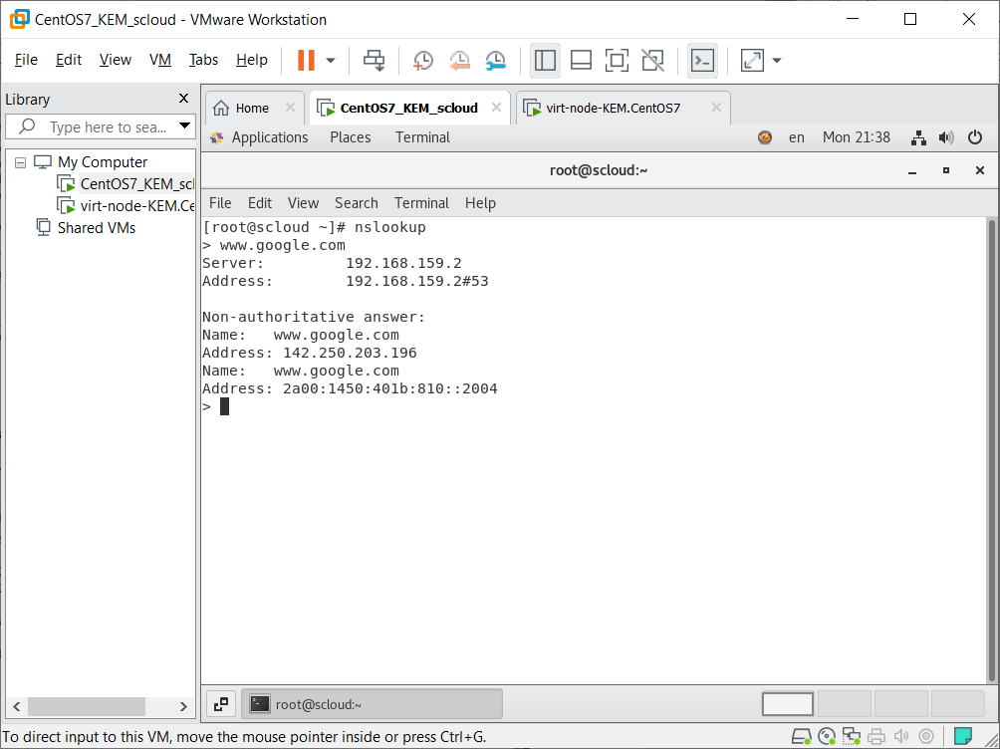 CentOS7_KEM_scloud - VMware Workstation
File Edit View VM Tabs Help
Library
Type here to sea...
My Computer
CentOS7_KEM_scl
virt-node-KEM.Ce
Shared VMs
Home CentOS7_KEM_scloud virt-node-KEM.CentOS7
Applications Places Terminal en Mon 21:38
root@scloud:~
File Edit View Search Terminal Help
[root@scloud ~]# nslookup
> www.google.com
Server: 192.168.159.2
Address: 192.168.159.2#53
Non-authoritative answer:
Name: www.google.com
Address: 142.250.203.196
Name: www.google.com
Address: 2a00:1450:401b:810::2004
>
root@scloud:~
To direct input to this VM, move the mouse pointer inside or press Ctrl+G.